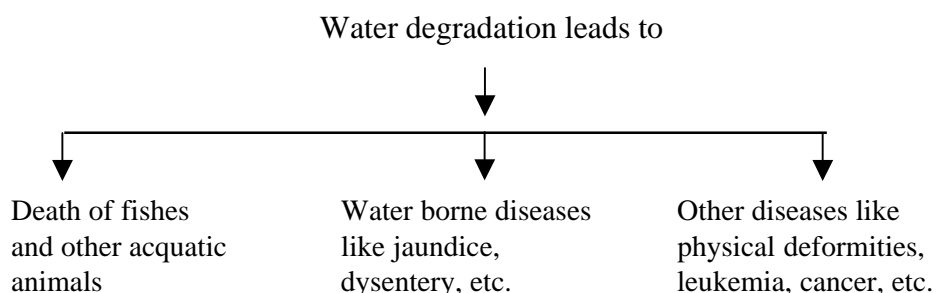 Water degradation leads to
Death of fishes
and other acquatic
animals
Water borne diseases
like jaundice,
dysentery, etc.
Other diseases like
physical deformities,
leukemia, cancer, etc.